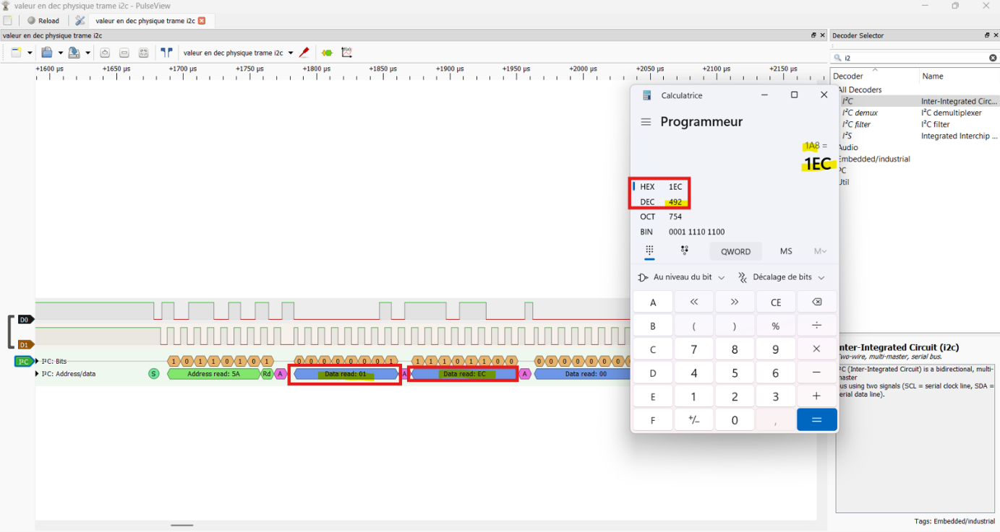 valeur en dec physique trame i2c - PulseView
Reload
valeur en dec physique trame i2c
valeur en dec physique trame i2c
Decoder Selector
valeur en dec physique trame i2c
i2
+1600 µs +1650 µs +1700 µs +1750 µs +1800 µs +1850 µs +1900 µs +1950 µs +2000 µs +2050 µs +2100 µs +2150 µs
Decoder Name
All Decoders
I²C Inter-Integrated Circ...
I²C demux I²C demultiplexer
I²C filter I²C filter
I²S Integrated Interchip ...
Audio
Embedded/industrial
PC
Util
Calculatrice
Programmeur
1A8 =
1EC
HEX 1EC
DEC 492
OCT 754
BIN 0001 1110 1100
QWORD MS M
Au niveau du bit Décalage de bits
A << >> CE
B ( ) % ÷
C 7 8 9 ×
D 4 5 6 −
E 1 2 3 +
F +/− 0 , =
D0
D1
I²C I²C: Bits 1 0 1 1 0 1 0 1 0 0 0 0 0 0 0 1 1 1 1 0 1 1 0 0 0 0 0 0 0 0 0
I²C: Address/data S Address read: 5A Rd A Data read: 01 A Data read: EC A Data read: 00
Inter-Integrated Circuit (i2c)
Two-wire, multi-master, serial bus.
I²C (Inter-Integrated Circuit) is a bidirectional, multi-
master
bus using two signals (SCL = serial clock line, SDA =
serial data line).
Tags: Embedded/industrial